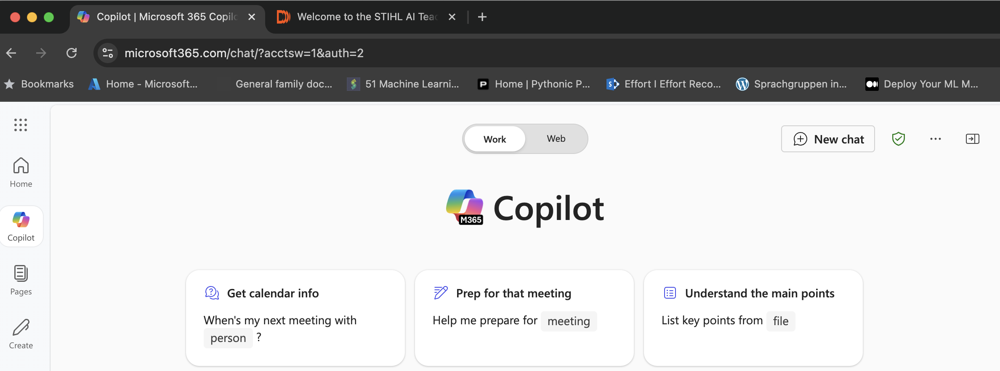 Copilot | Microsoft 365 Copil
Welcome to the STIHL AI Tea
microsoft365.com/chat/?acctsw=1&auth=2
Bookmarks
Home - Microsoft...
General family doc...
51 Machine Learni...
Home | Pythonic P...
Effort I Effort Reco...
Sprachgruppen in...
Deploy Your ML M...
Work
Web
New chat
Home
M365
Copilot
Copilot
Pages
Create
Get calendar info
When's my next meeting with
person ?
Prep for that meeting
Help me prepare for meeting
Understand the main points
List key points from file